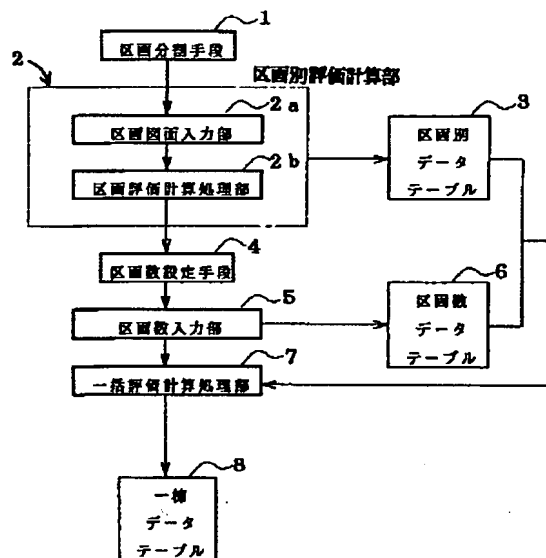 1
区画分割手段
2
区画別評価計算部
2a
区画図面入力部
2b
区画評価計算処理部
3
区画別
データ
テーブル
4
区画数設定手段
5
区画数入力部
6
区画数
データ
テーブル
7
一括評価計算処理部
8
一棟
データ
テーブル